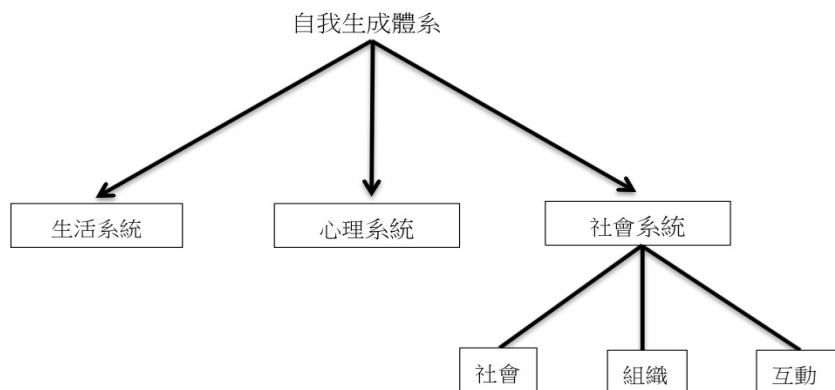 自我生成體系
生活系統
心理系統
社會系統
社會
組織
互動